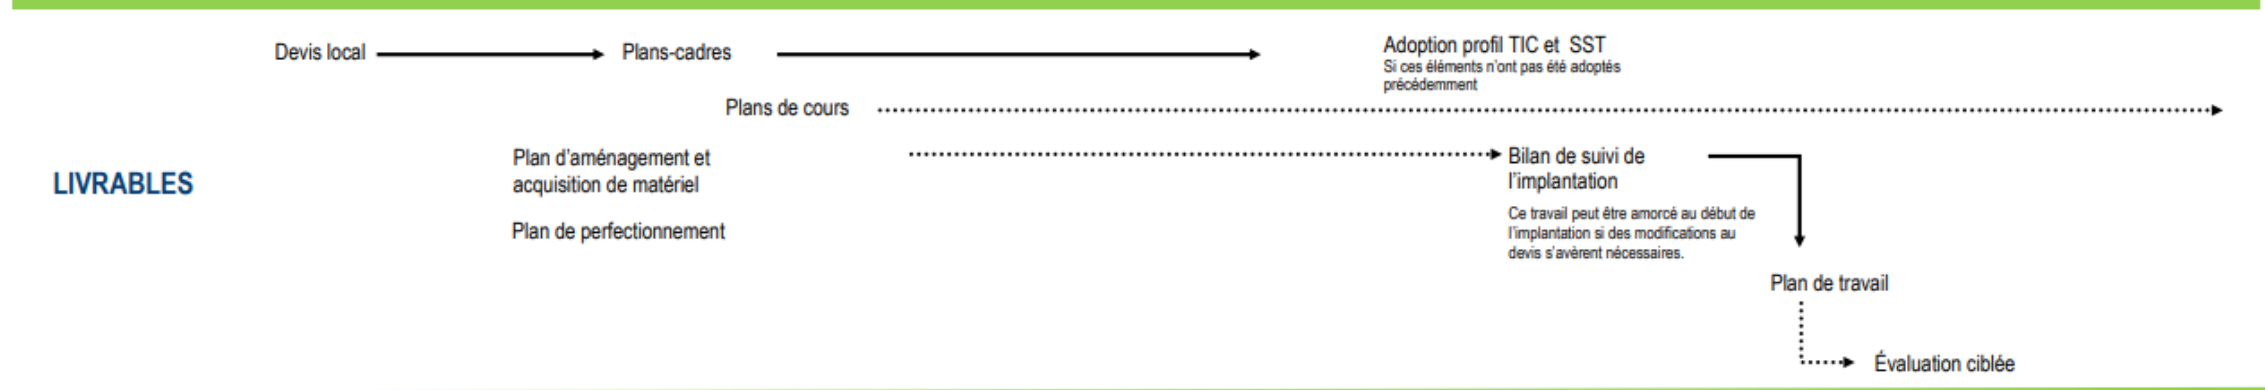 Devis local
Plans-cadres
Adoption profil TIC et SST
Si ces éléments n'ont pas été adoptés
précédemment
Plans de cours
Plan d'aménagement et
acquisition de matériel
Bilan de suivi de
l'implantation
LIVRABLES
Ce travail peut être amorcé au début de
l'implantation si des modifications au
devis s'avèrent nécessaires.
Plan de perfectionnement
Plan de travail
Évaluation ciblée